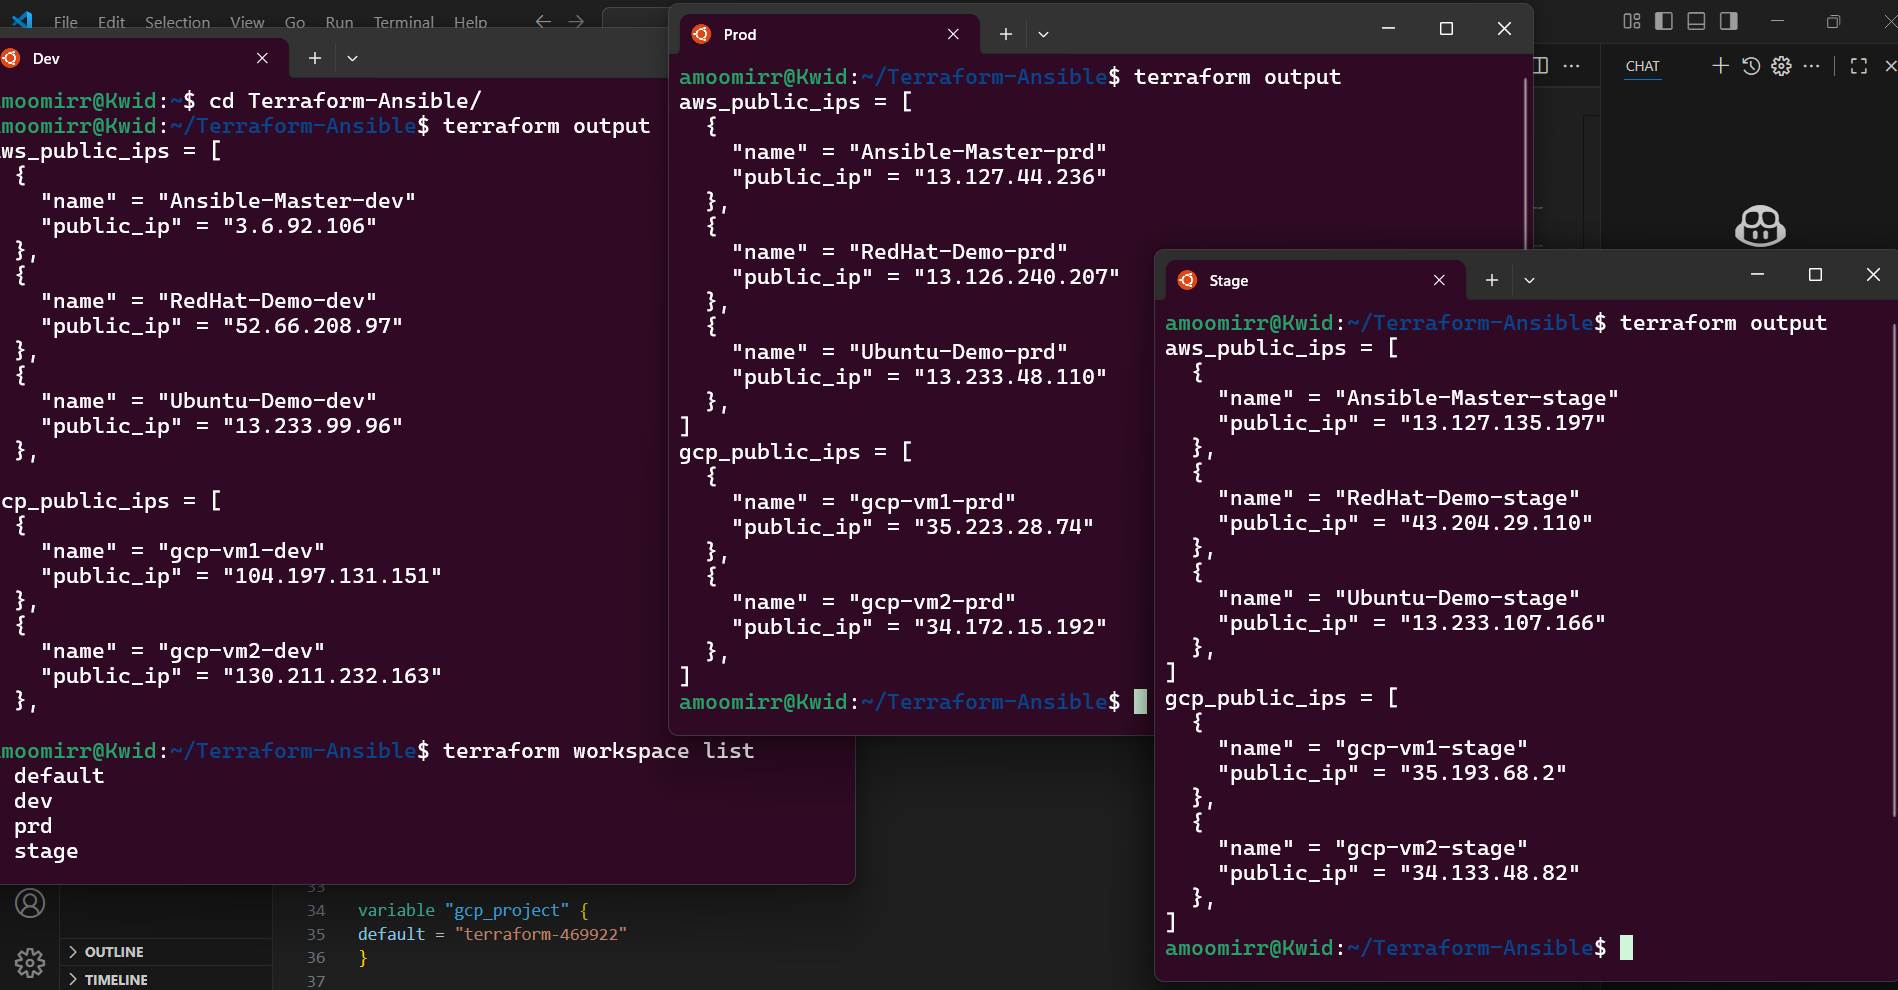 File Edit Selection View Go Run Terminal Help
Dev
moomirr@Kwid:~$ cd Terraform-Ansible/
moomirr@Kwid:~/Terraform-Ansible$ terraform output
ws_public_ips = [
  {
    "name" = "Ansible-Master-dev"
    "public_ip" = "3.6.92.106"
  },
  {
    "name" = "RedHat-Demo-dev"
    "public_ip" = "52.66.208.97"
  },
  {
    "name" = "Ubuntu-Demo-dev"
    "public_ip" = "13.233.99.96"
  },
cp_public_ips = [
  {
    "name" = "gcp-vm1-dev"
    "public_ip" = "104.197.131.151"
  },
  {
    "name" = "gcp-vm2-dev"
    "public_ip" = "130.211.232.163"
  },
moomirr@Kwid:~/Terraform-Ansible$ terraform workspace list
  default
  dev
  prd
  stage
Prod
amoomirr@Kwid:~/Terraform-Ansible$ terraform output
aws_public_ips = [
  {
    "name" = "Ansible-Master-prd"
    "public_ip" = "13.127.44.236"
  },
  {
    "name" = "RedHat-Demo-prd"
    "public_ip" = "13.126.240.207"
  },
  {
    "name" = "Ubuntu-Demo-prd"
    "public_ip" = "13.233.48.110"
  },
]
gcp_public_ips = [
  {
    "name" = "gcp-vm1-prd"
    "public_ip" = "35.223.28.74"
  },
  {
    "name" = "gcp-vm2-prd"
    "public_ip" = "34.172.15.192"
  },
]
amoomirr@Kwid:~/Terraform-Ansible$
CHAT
Stage
amoomirr@Kwid:~/Terraform-Ansible$ terraform output
aws_public_ips = [
  {
    "name" = "Ansible-Master-stage"
    "public_ip" = "13.127.135.197"
  },
  {
    "name" = "RedHat-Demo-stage"
    "public_ip" = "43.204.29.110"
  },
  {
    "name" = "Ubuntu-Demo-stage"
    "public_ip" = "13.233.107.166"
  },
]
gcp_public_ips = [
  {
    "name" = "gcp-vm1-stage"
    "public_ip" = "35.193.68.2"
  },
  {
    "name" = "gcp-vm2-stage"
    "public_ip" = "34.133.48.82"
  },
]
amoomirr@Kwid:~/Terraform-Ansible$
OUTLINE
TIMELINE
33
34 variable "gcp_project" {
35 default = "terraform-469922"
36 }
37